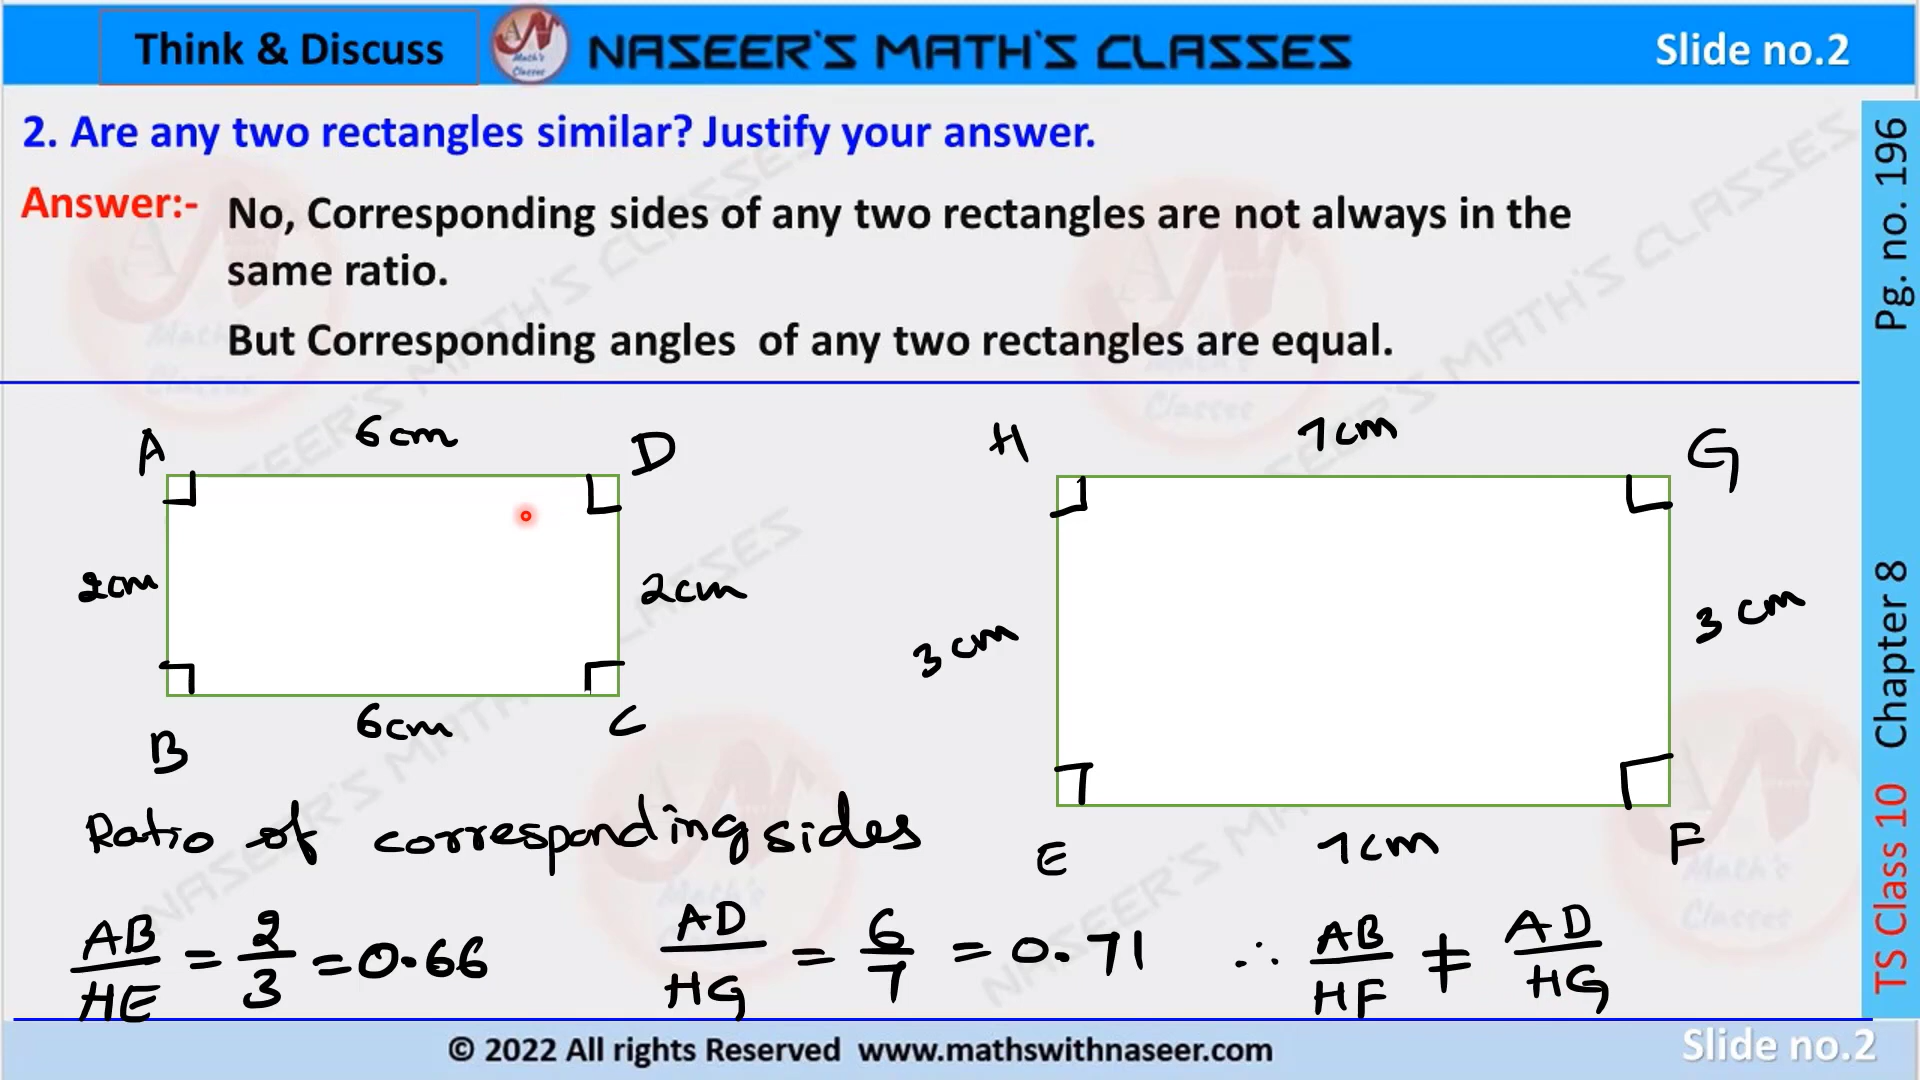 Think & Discuss
NASEER'S MATH'S CLASSES
Slide no.2
2. Are any two rectangles similar? Justify your answer.
Answer:- No, Corresponding sides of any two rectangles are not always in the
same ratio.
But Corresponding angles of any two rectangles are equal.
Pg. no. 196
TS Class 10 Chapter 8
A 6cm D
2cm 2cm
B 6cm C
H 7cm G
3cm 3cm
E 7cm F
Ratio of corresponding sides
AB/HE = 2/3 = 0.66 AD/HG = 6/7 = 0.71 ∴ AB/HF ≠ AD/HG
© 2022 All rights Reserved www.mathswithnaseer.com
Slide no.2